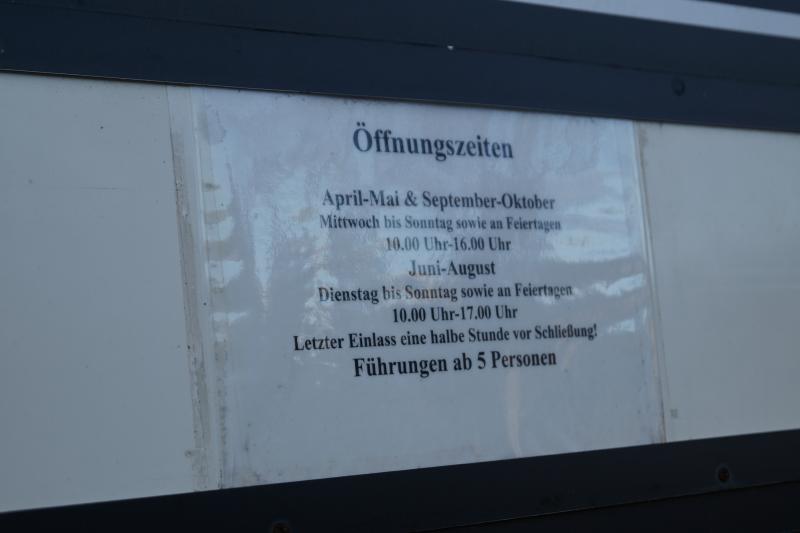 Öffnungszeiten
April-Mai & September-Oktober
Mittwoch bis Sonntag sowie an Feiertagen
10.00 Uhr-16.00 Uhr
Juni-August
Dienstag bis Sonntag sowie an Feiertagen
10.00 Uhr-17.00 Uhr
Letzter Einlass eine halbe Stunde vor Schließung!
Führungen ab 5 Personen